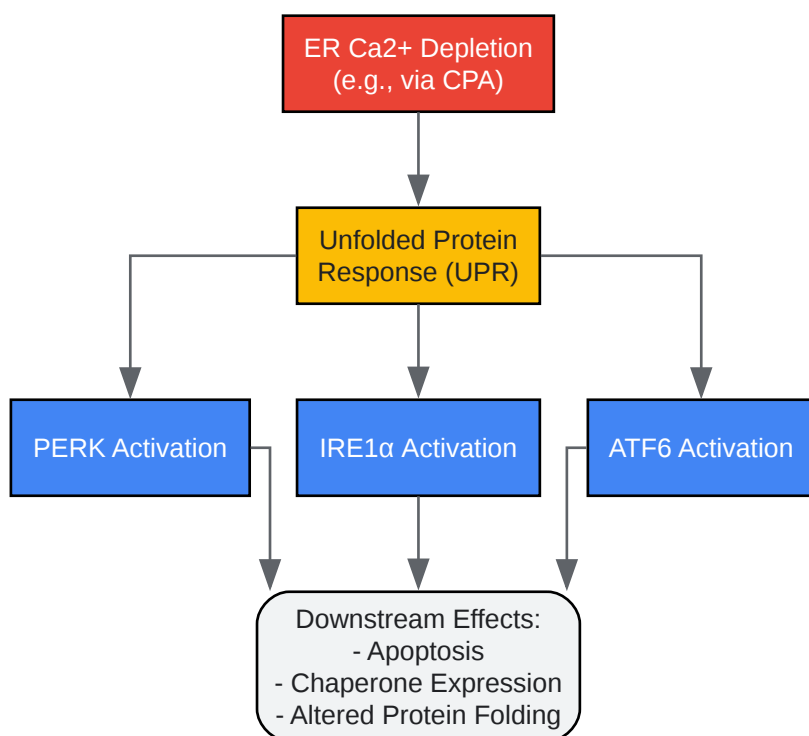 ER Ca2+ Depletion
(e.g., via CPA)
Unfolded Protein
Response (UPR)
PERK Activation
IRE1α Activation
ATF6 Activation
Downstream Effects:
- Apoptosis
- Chaperone Expression
- Altered Protein Folding